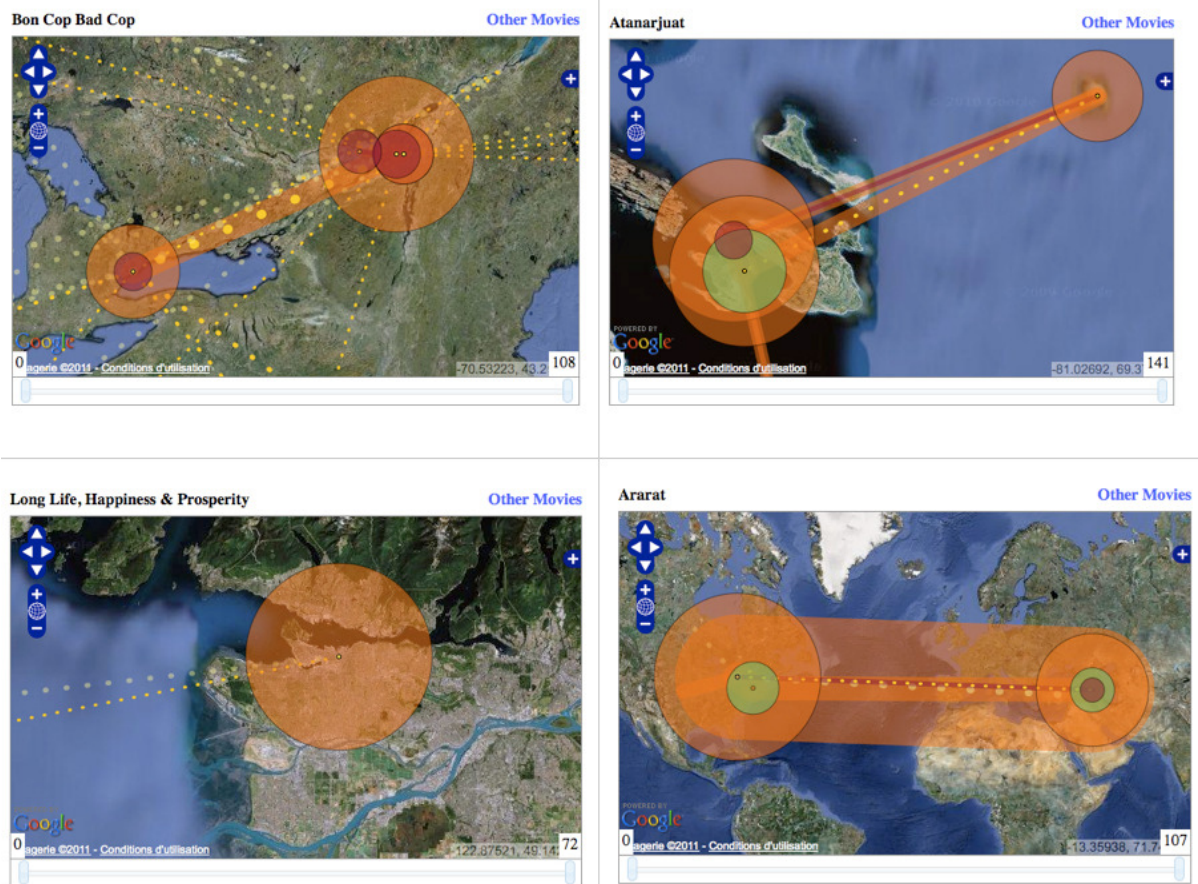 Bon Cop Bad Cop Other Movies
Google
0 108
agerie ©2011 - Conditions d'utilisation -70.53223, 43.2
Atanarjuat Other Movies
POWERED BY
Google
0 141
agerie ©2011 - Conditions d'utilisation -81.02692, 69.3
Long Life, Happiness & Prosperity Other Movies
Google
0 72
agerie ©2011 - Conditions d'utilisation 122.87521, 49.14
Ararat Other Movies
POWERED BY
Google
0 107
agerie ©2011 - Conditions d'utilisation -13.35938, 71.7